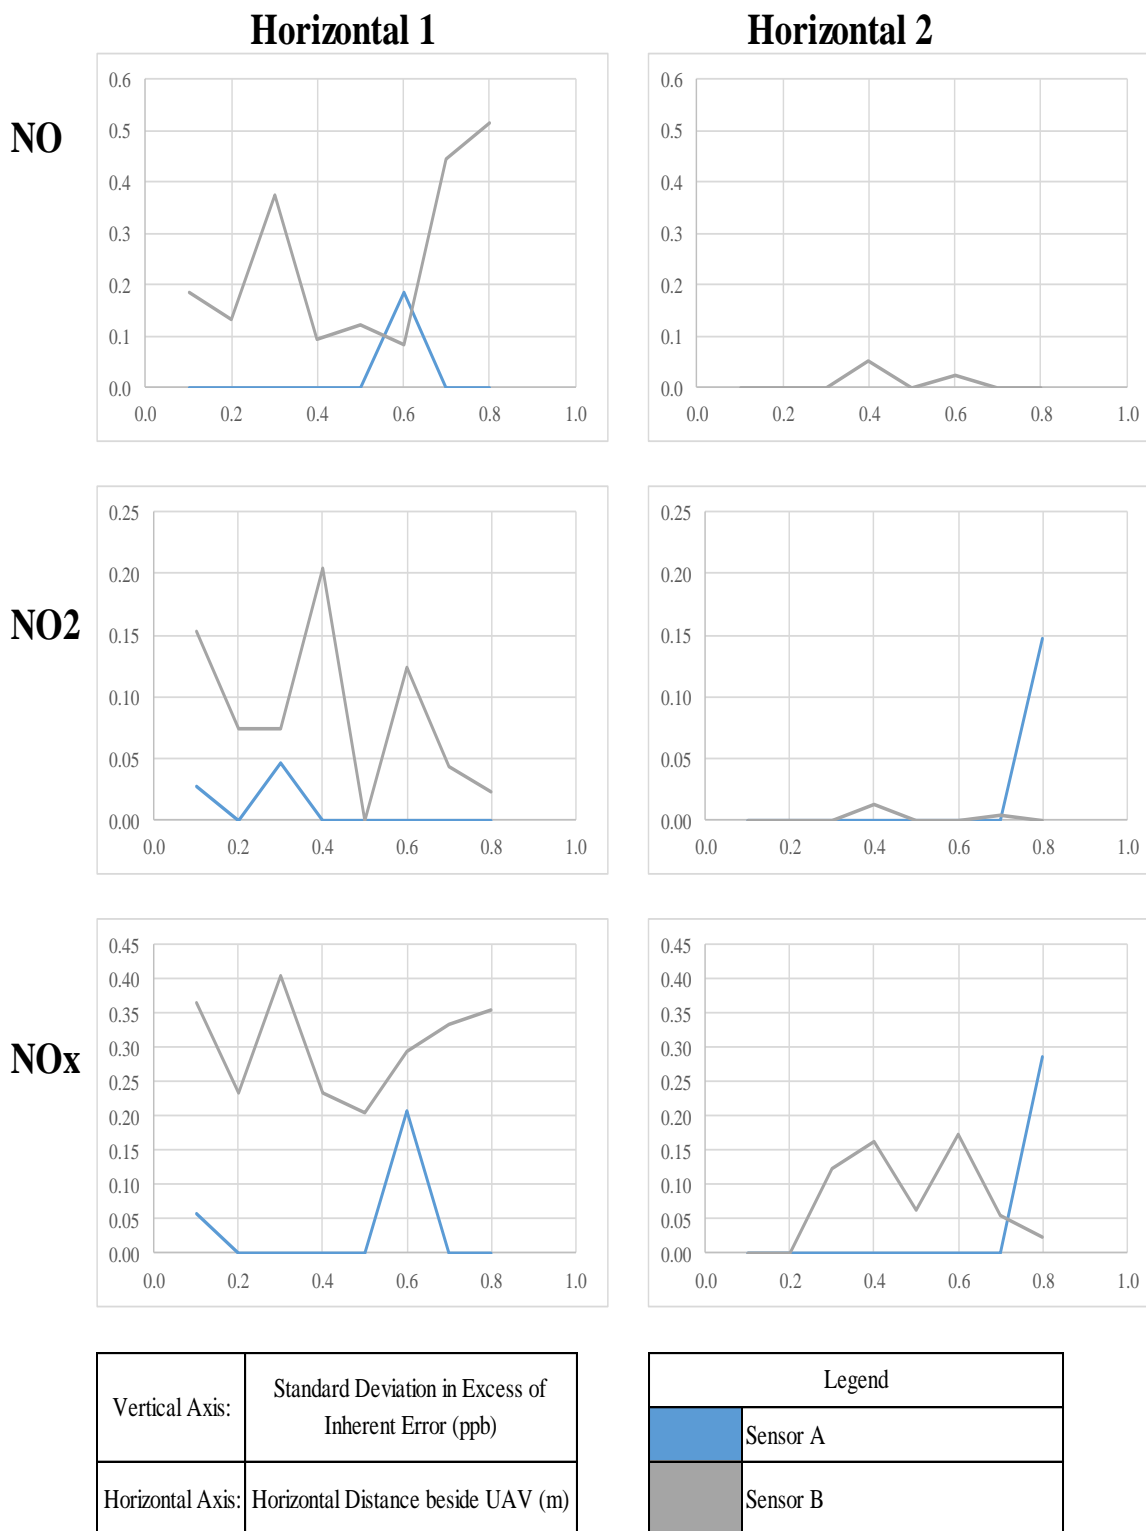 Horizontal 1
Horizontal 2
NO
0.6
0.5
0.4
0.3
0.2
0.1
0.0
0.0 0.2 0.4 0.6 0.8 1.0
0.6
0.5
0.4
0.3
0.2
0.1
0.0
0.0 0.2 0.4 0.6 0.8 1.0
NO2
0.25
0.20
0.15
0.10
0.05
0.00
0.0 0.2 0.4 0.6 0.8 1.0
0.25
0.20
0.15
0.10
0.05
0.00
0.0 0.2 0.4 0.6 0.8 1.0
NOx
0.45
0.40
0.35
0.30
0.25
0.20
0.15
0.10
0.05
0.00
0.0 0.2 0.4 0.6 0.8 1.0
0.45
0.40
0.35
0.30
0.25
0.20
0.15
0.10
0.05
0.00
0.0 0.2 0.4 0.6 0.8 1.0
Vertical Axis:
Standard Deviation in Excess of
Inherent Error (ppb)
Horizontal Axis:
Horizontal Distance beside UAV (m)
Legend
Sensor A
Sensor B